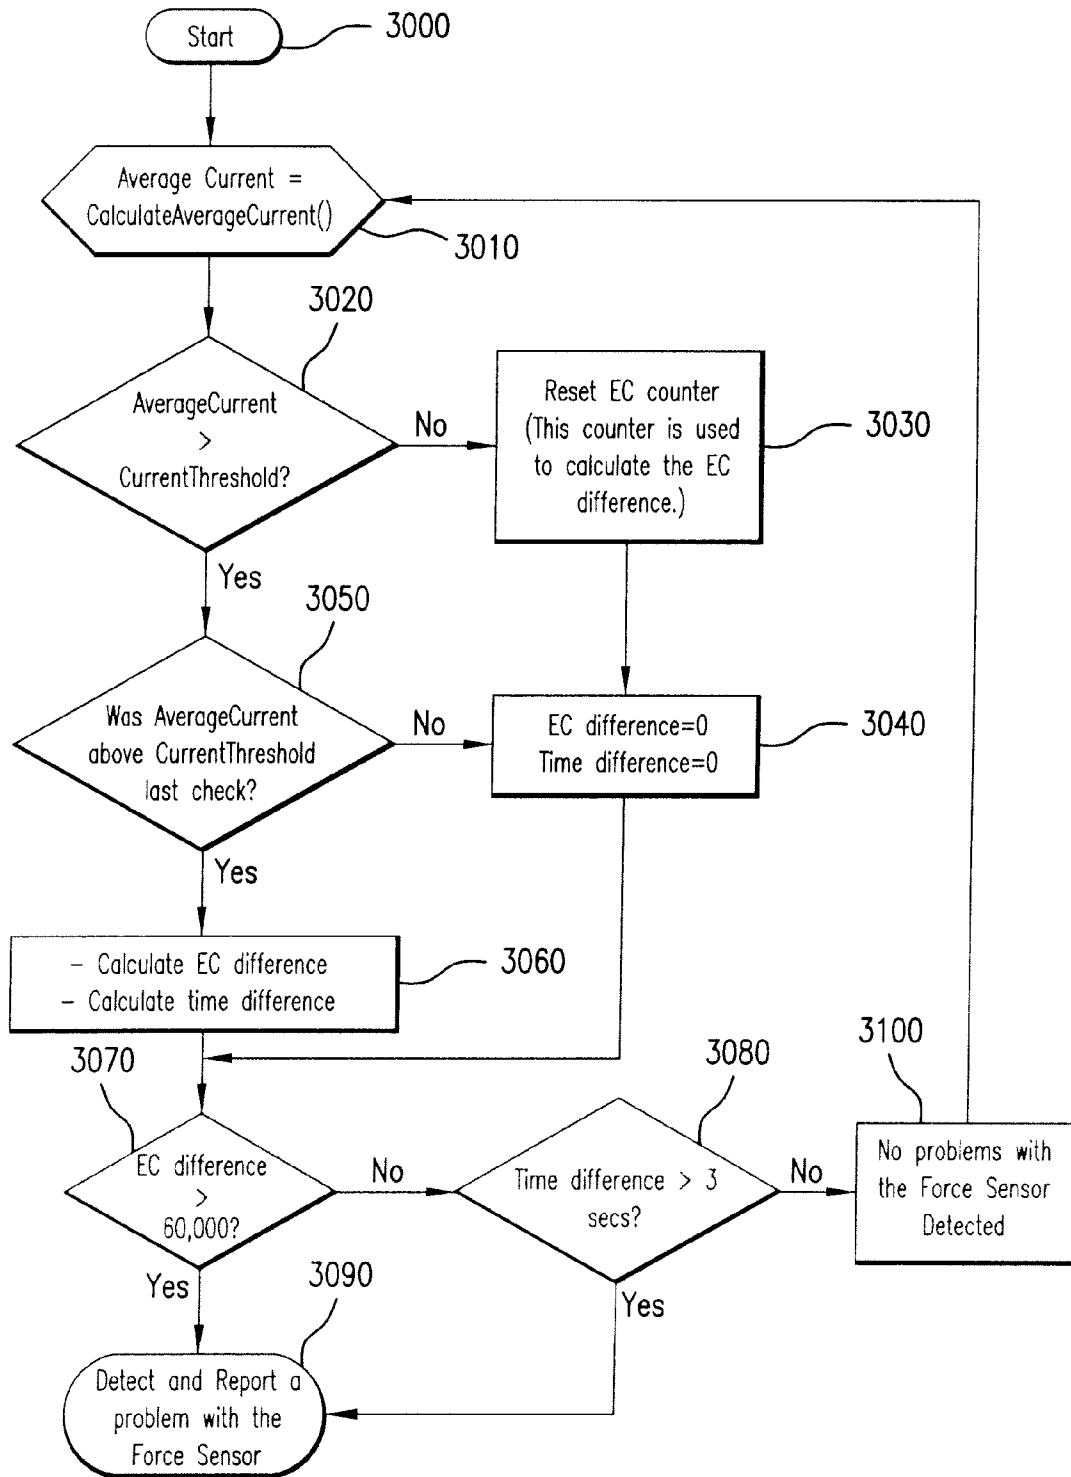 Start
3000
Average Current =
CalculateAverageCurrent()
3010
3020
AverageCurrent
>
CurrentThreshold?
No
Reset EC counter
(This counter is used
to calculate the EC
difference.)
3030
Yes
3050
Was AverageCurrent
above CurrentThreshold
last check?
No
EC difference=0
Time difference=0
3040
Yes
– Calculate EC difference
– Calculate time difference
3060
3070
EC difference
>
60,000?
No
3080
Time difference > 3
secs?
No
3100
No problems with
the Force Sensor
Detected
Yes
Yes
3090
Detect and Report a
problem with the
Force Sensor